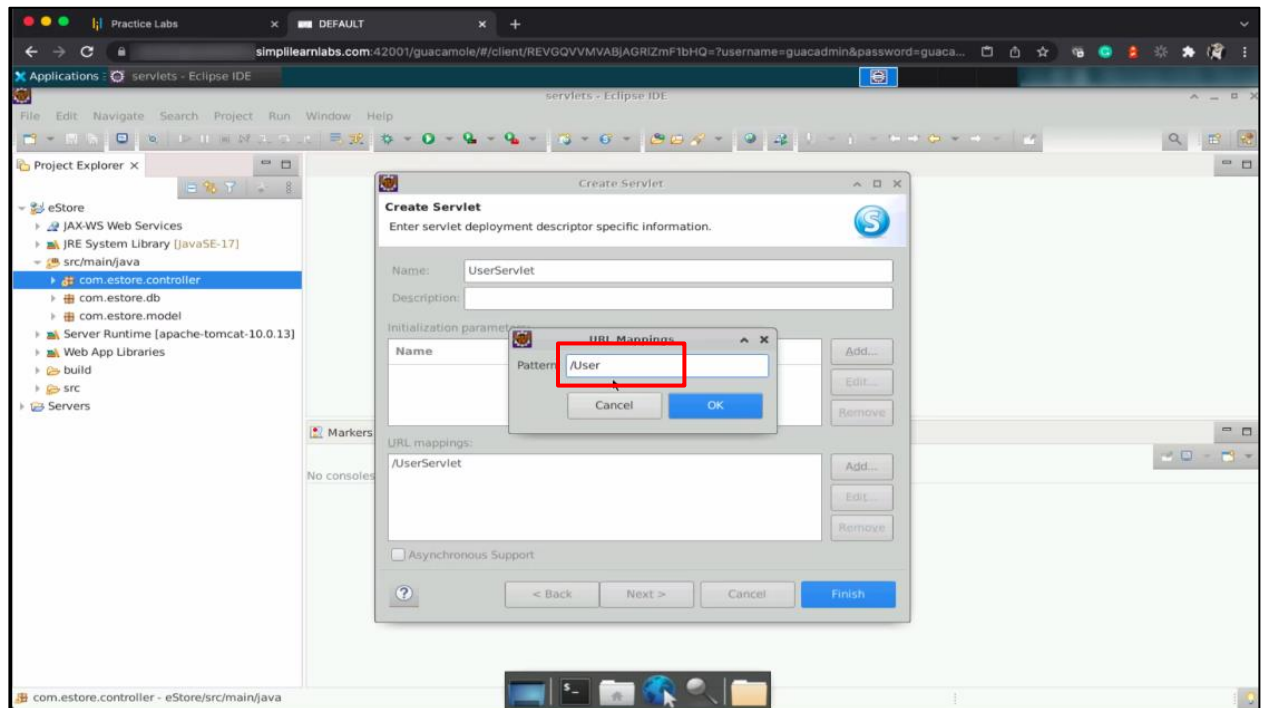 Practice Labs
DEFAULT
simplilearnlabs.com:42001/guacamole/#/client/REVGQVVMVABjAGRlZmF1bHQ=?username=guacadmin&password=guaca...
Applications : servlets - Eclipse IDE
servlets - Eclipse IDE
File Edit Navigate Search Project Run Window Help
Project Explorer
eStore
JAX-WS Web Services
JRE System Library [JavaSE-17]
src/main/java
com.estore.controller
com.estore.db
com.estore.model
Server Runtime [apache-tomcat-10.0.13]
Web App Libraries
build
src
Servers
Create Servlet
Create Servlet
Enter servlet deployment descriptor specific information.
Name: UserServlet
Description:
Initialization parameters:
Name
Add...
Edit...
Remove
URL Mappings
Pattern /User
Cancel OK
Markers
No consoles
URL mappings:
/UserServlet
Add...
Edit...
Remove
Asynchronous Support
< Back Next > Cancel Finish
com.estore.controller - eStore/src/main/java